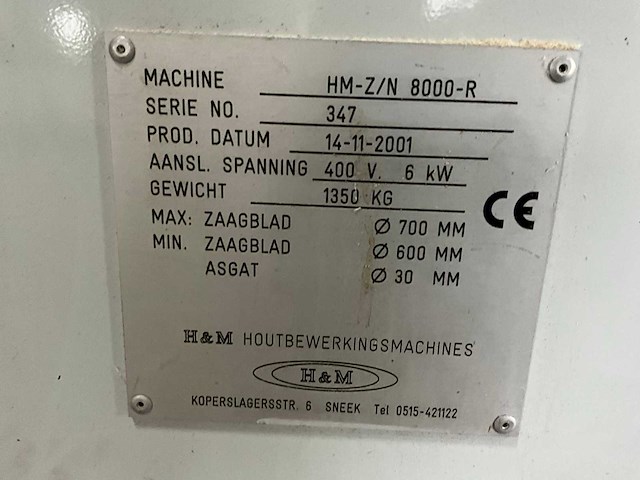 MACHINE HM-Z/N 8000-R
SERIE NO. 347
PROD. DATUM 14-11-2001
AANSL. SPANNING 400 V. 6 kW
GEWICHT 1350 KG
MAX: ZAAGBLAD Ø 700 MM
MIN. ZAAGBLAD Ø 600 MM
ASGAT Ø 30 MM
CE
H&M HOUTBEWERKINGSMACHINES
H&M
KOPERSLAGERSSTR. 6 SNEEK Tel 0515-421122